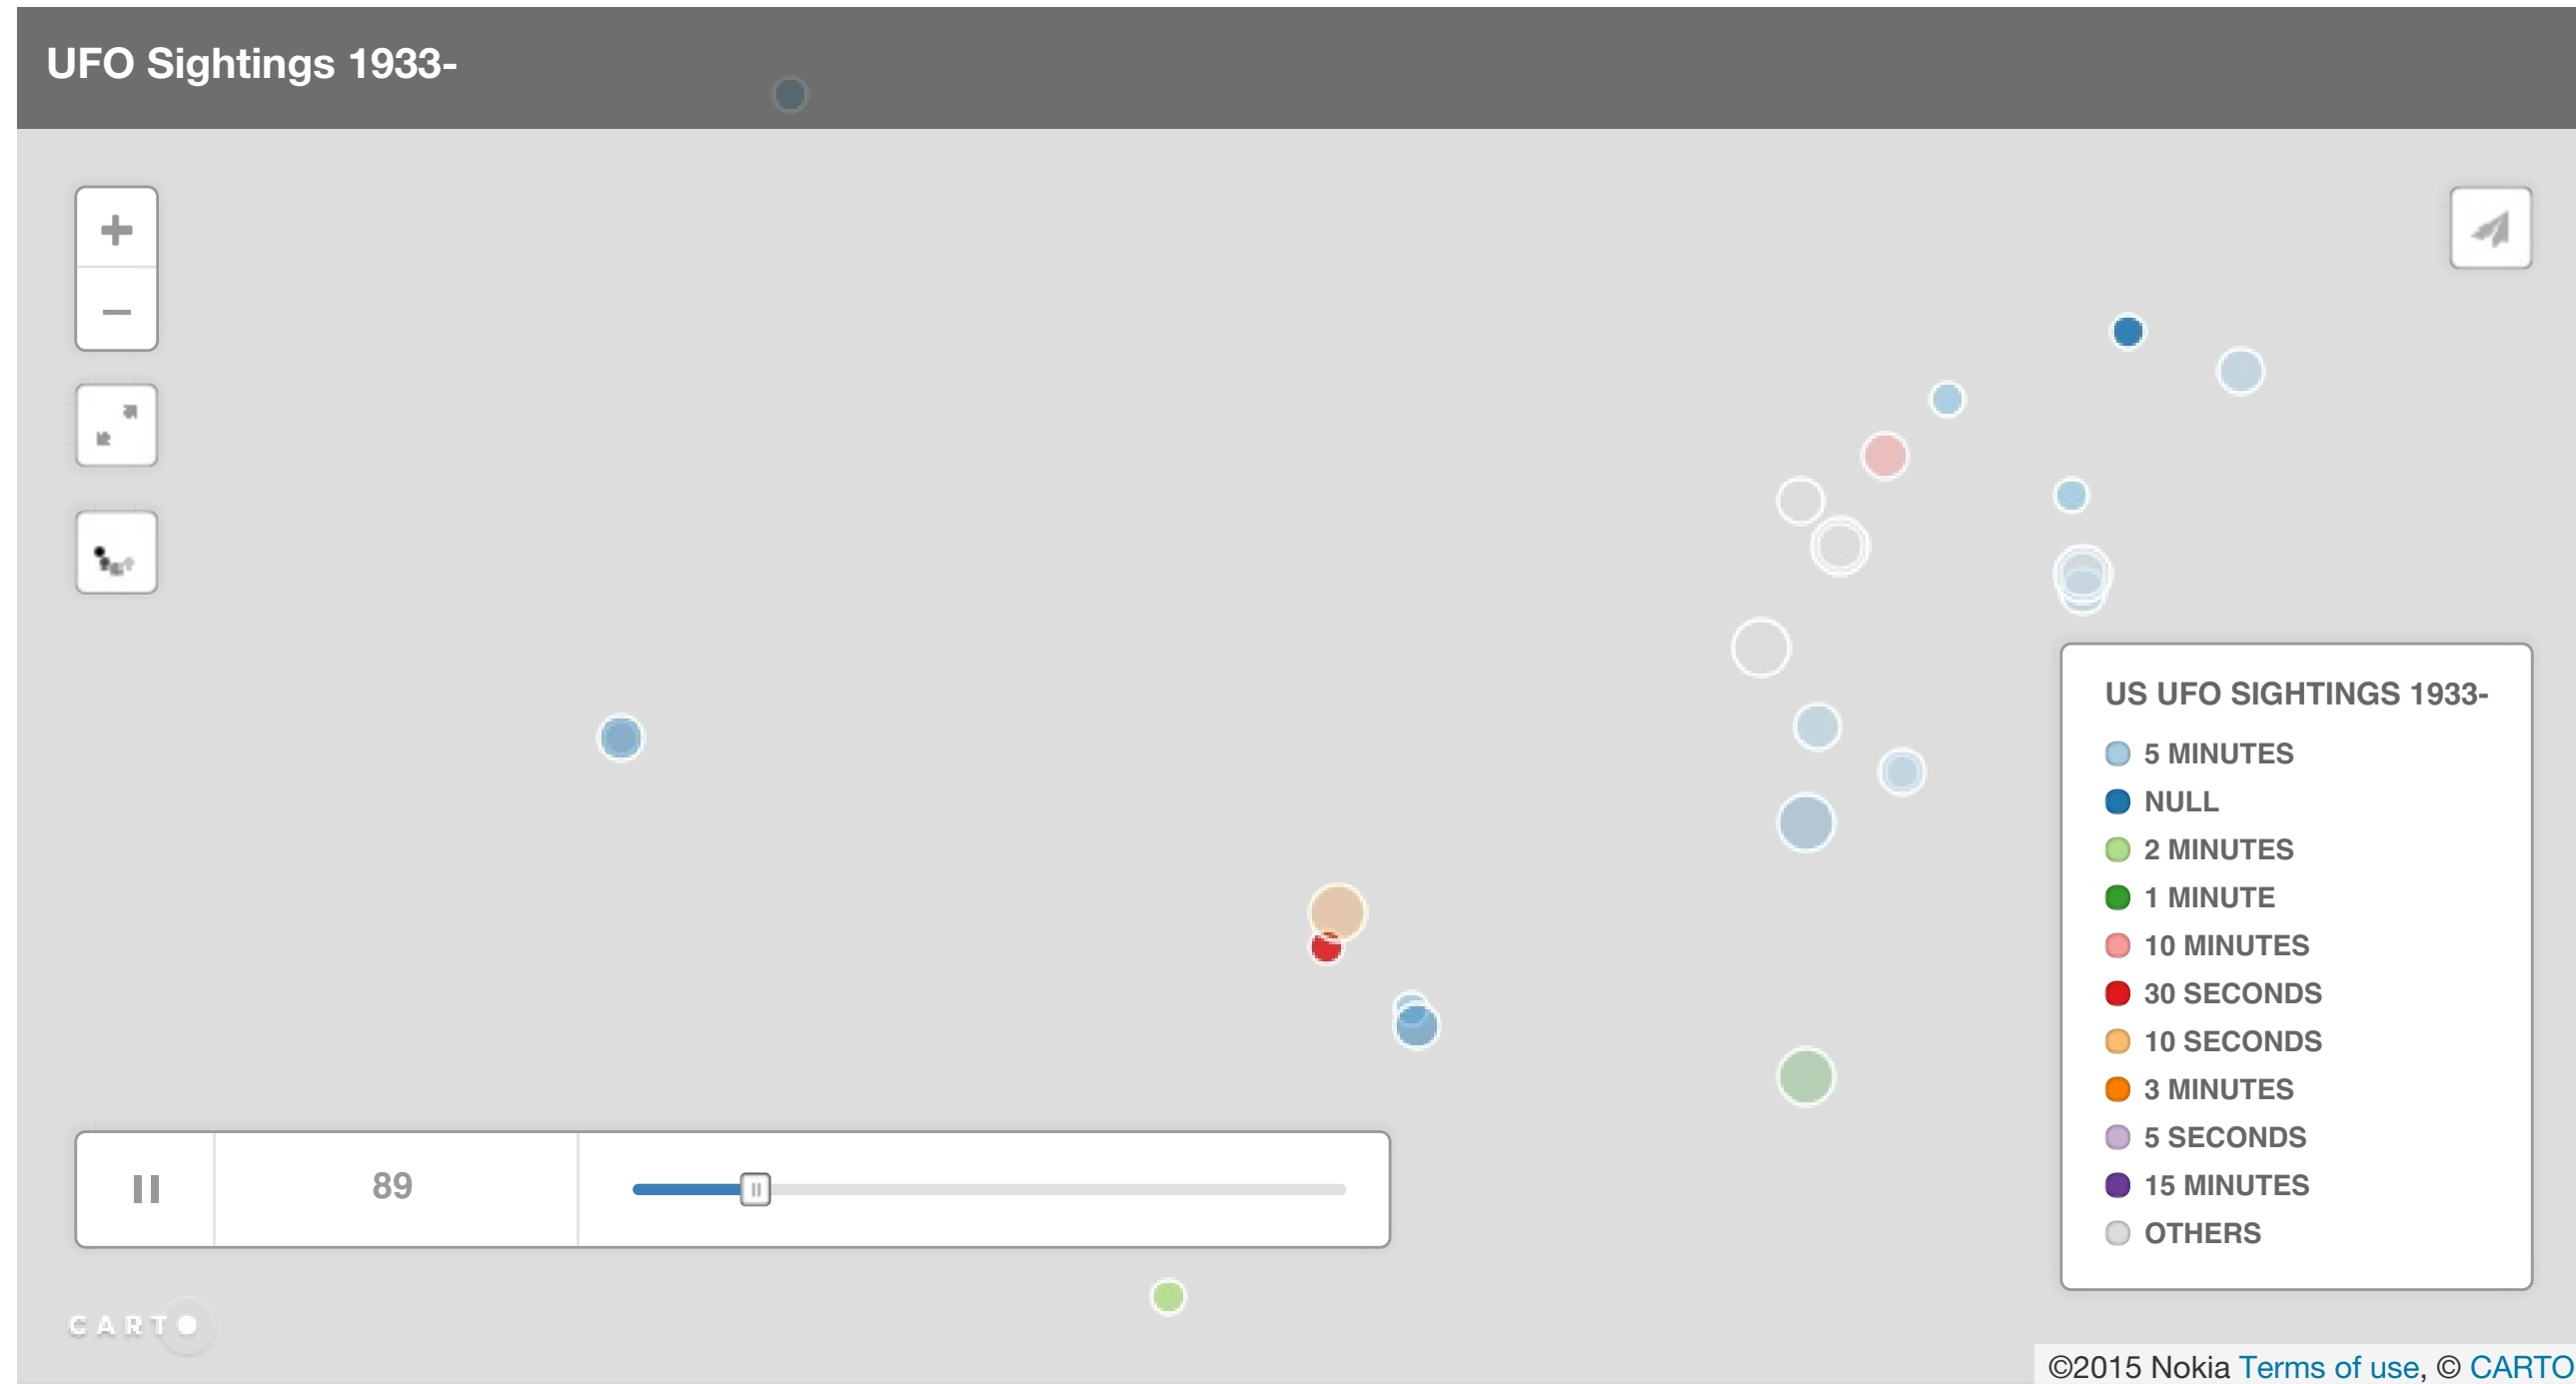 UFO Sightings 1933-
US UFO SIGHTINGS 1933-
5 MINUTES
NULL
2 MINUTES
1 MINUTE
10 MINUTES
30 SECONDS
10 SECONDS
3 MINUTES
5 SECONDS
15 MINUTES
OTHERS
89
CARTO
©2015 Nokia Terms of use, © CARTO